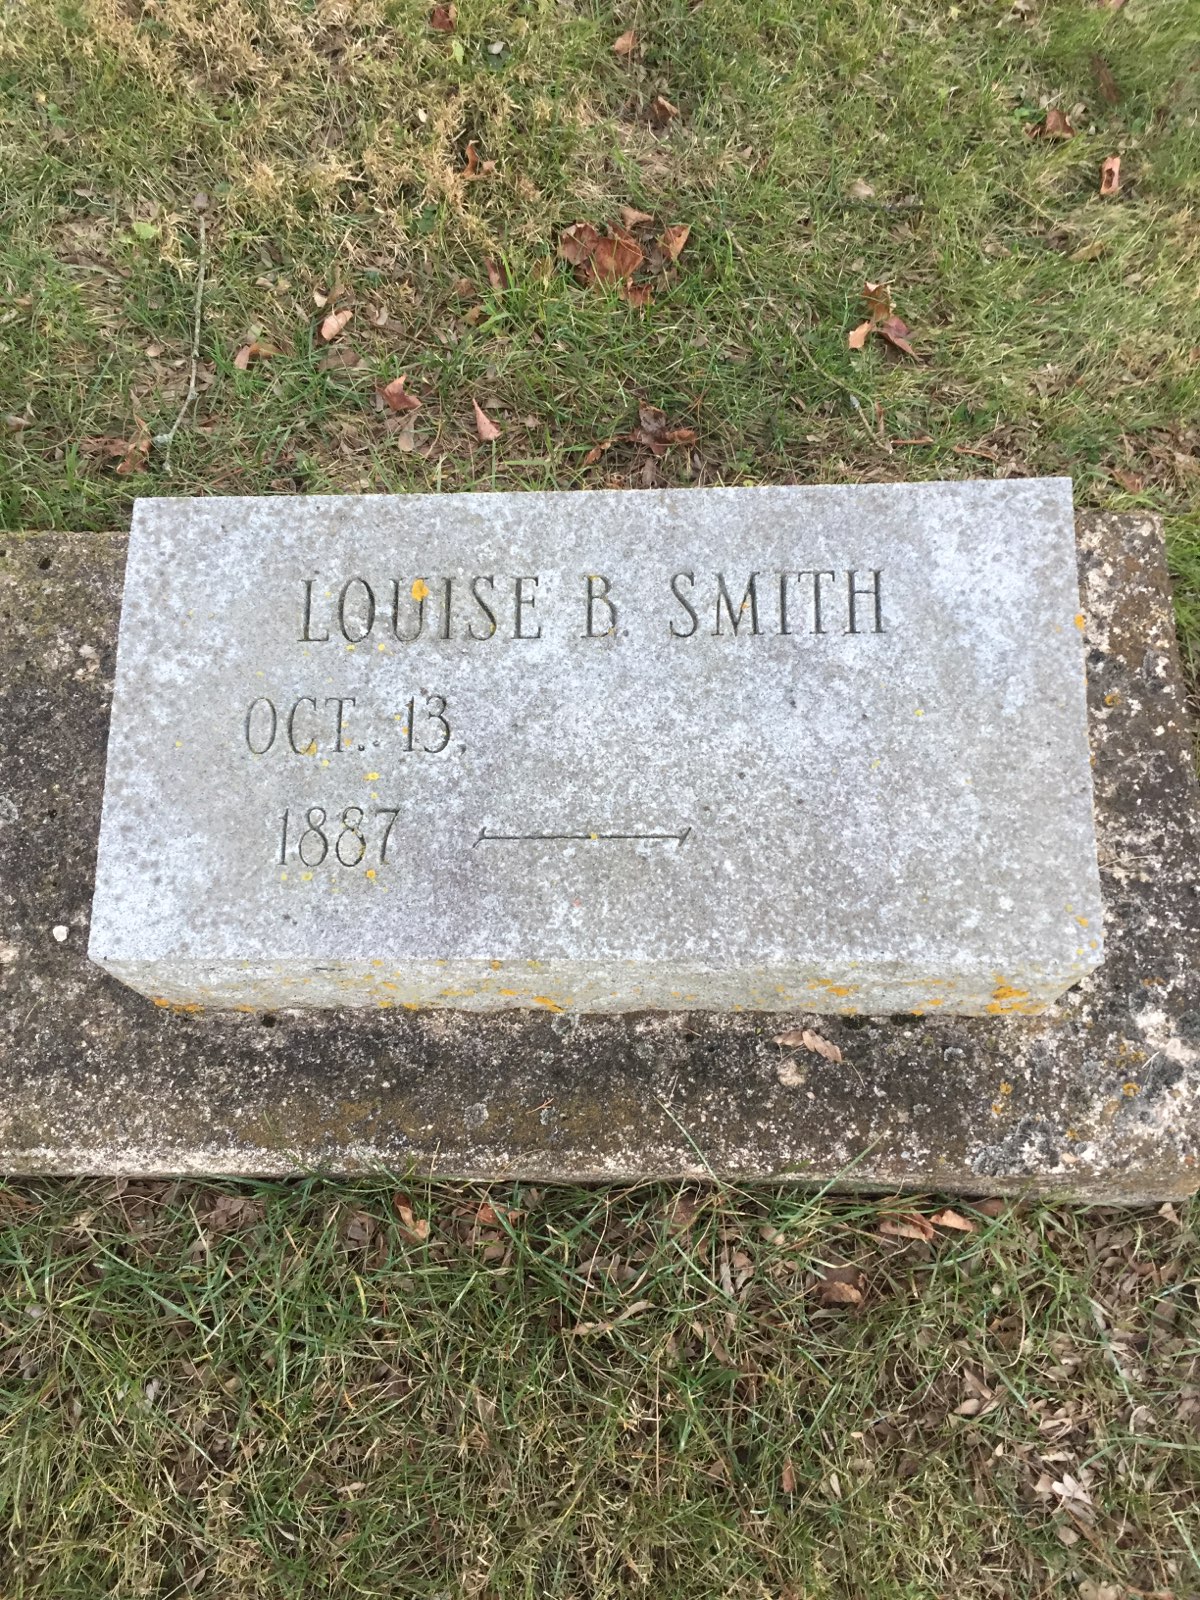 LOUISE B. SMITH
OCT. 13,
1887 —